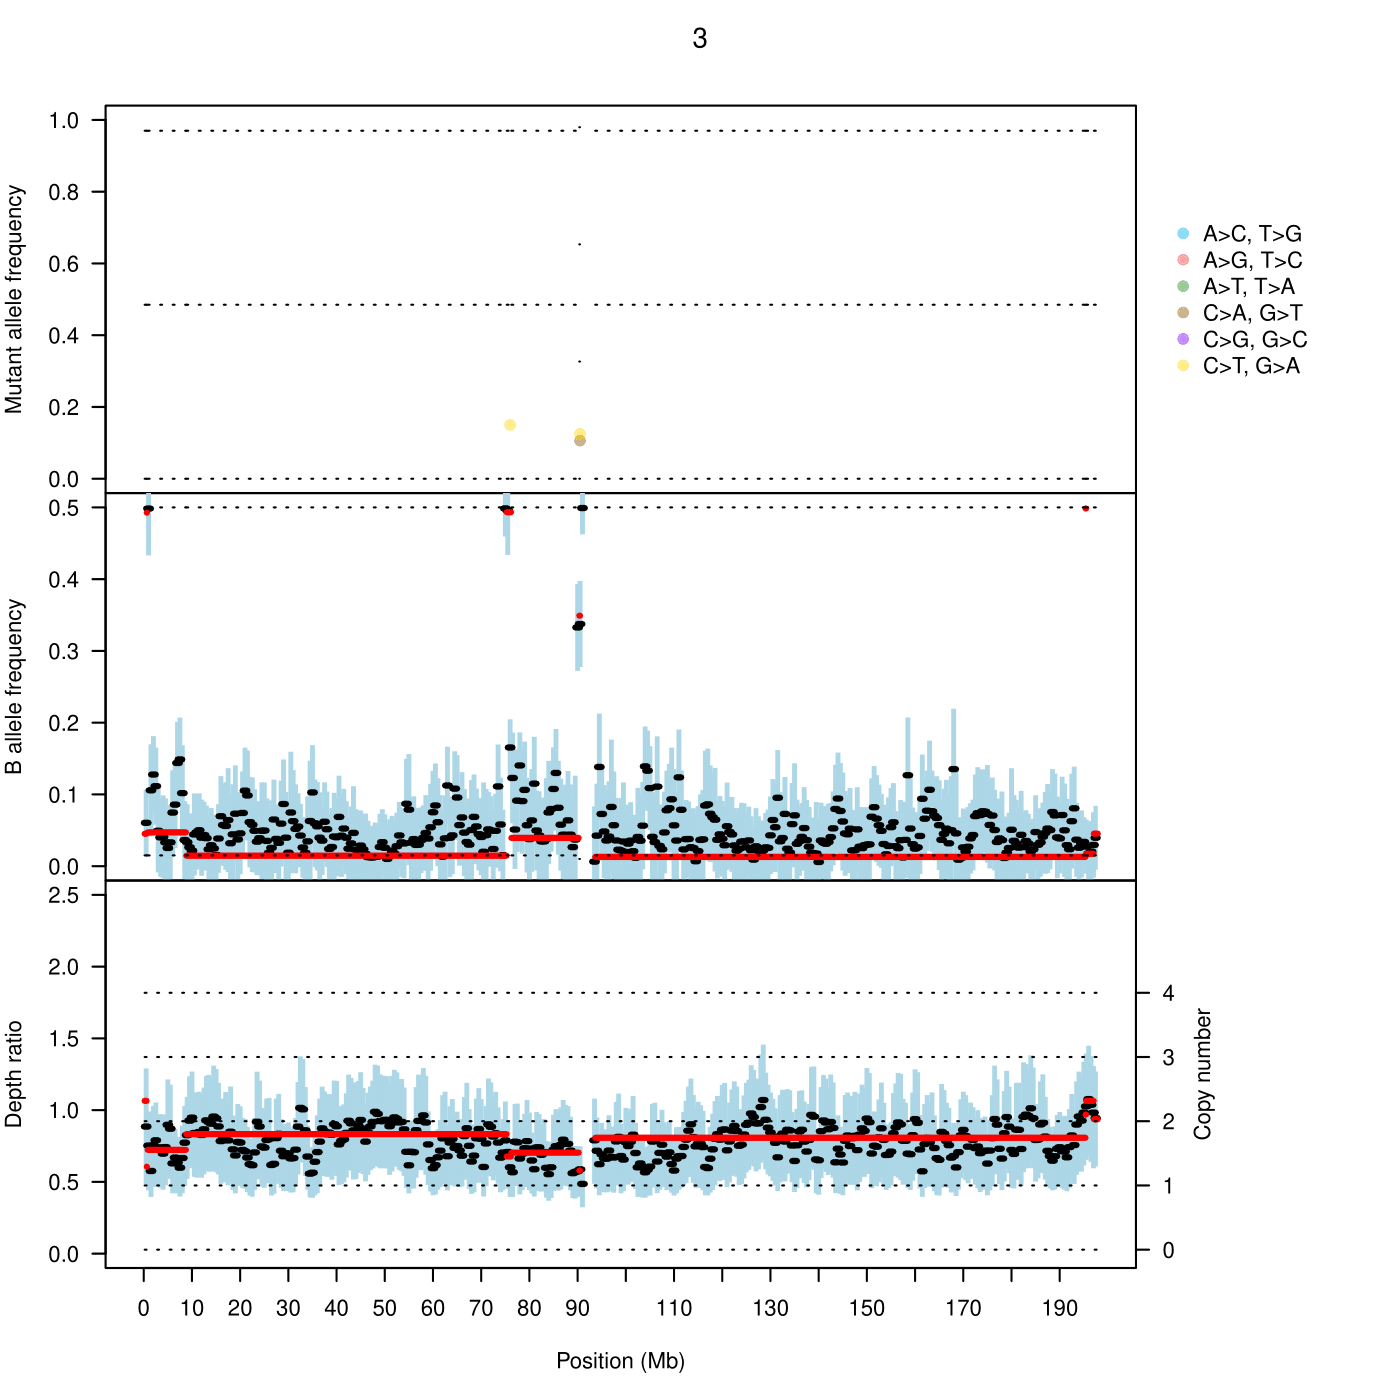 3
Mutant allele frequency
1.0
0.8
0.6
0.4
0.2
0.0
A>C, T>G
A>G, T>C
A>T, T>A
C>A, G>T
C>G, G>C
C>T, G>A
B allele frequency
0.5
0.4
0.3
0.2
0.1
0.0
Depth ratio
2.5
2.0
1.5
1.0
0.5
0.0
4
3
2
1
0
Copy number
0 10 20 30 40 50 60 70 80 90 110 130 150 170 190
Position (Mb)